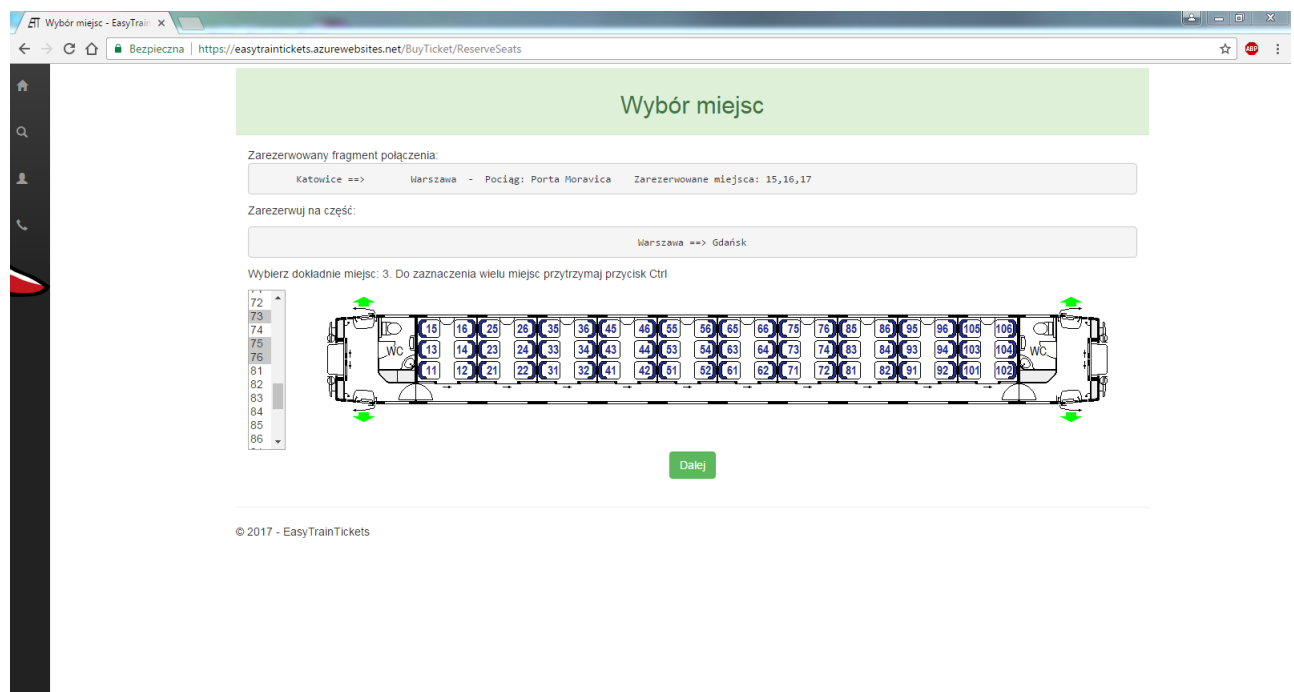 Wybór miejsc - EasyTrain
Bezpieczna | https://easytraintickets.azurewebsites.net/BuyTicket/ReserveSeats
ABP
Wybór miejsc
Zarezerwowany fragment połączenia:
Katowice ==> Warszawa - Pociąg: Porta Moravica Zarezerwowane miejsca: 15,16,17
Zarezerwuj na część:
Warszawa ==> Gdańsk
Wybierz dokładnie miejsc: 3. Do zaznaczenia wielu miejsc przytrzymaj przycisk Ctrl
72
73
74
75
76
81
82
83
84
85
86
15 16 25 26 35 36 45 46 55 56 65 66 75 76 85 86 95 96 105 106
WC 13 14 23 24 33 34 43 44 53 54 63 64 73 74 83 84 93 94 103 104 WC
11 12 21 22 31 32 41 42 51 52 61 62 71 72 81 82 91 92 101 102
Dalej
© 2017 - EasyTrainTickets